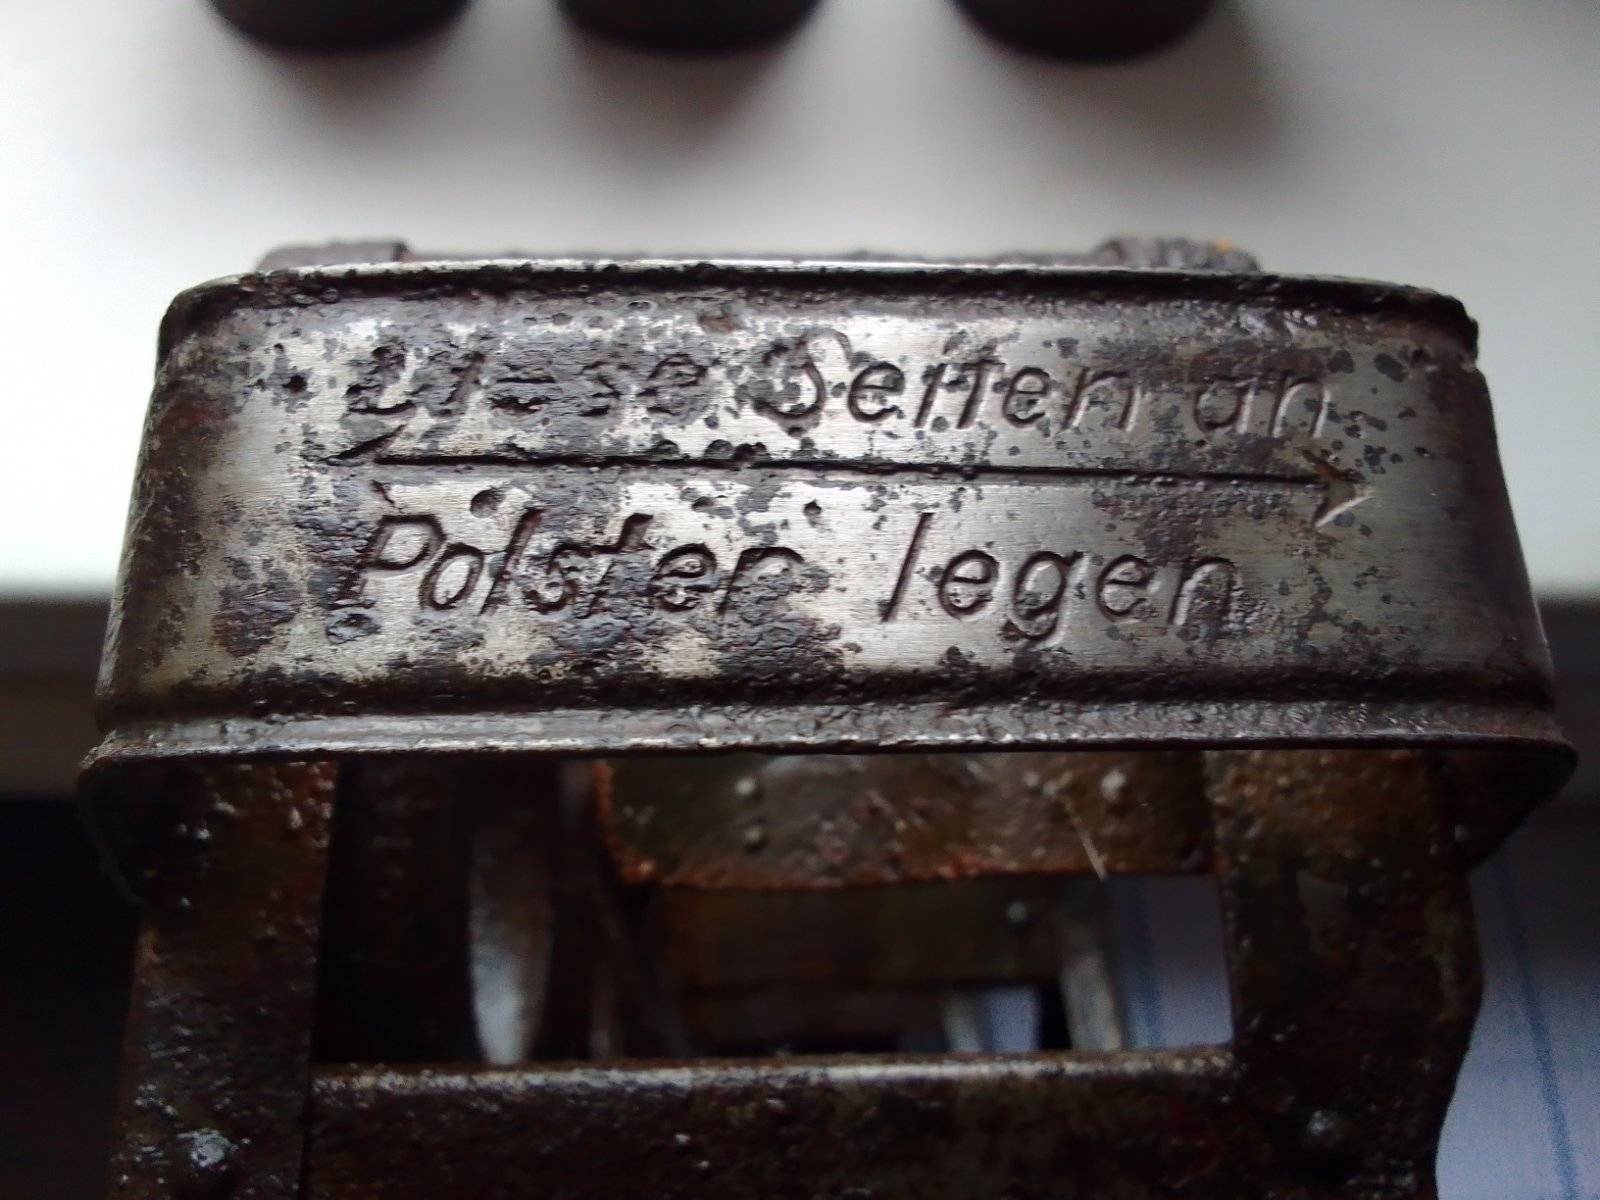 Diese Seiten an
Polster legen